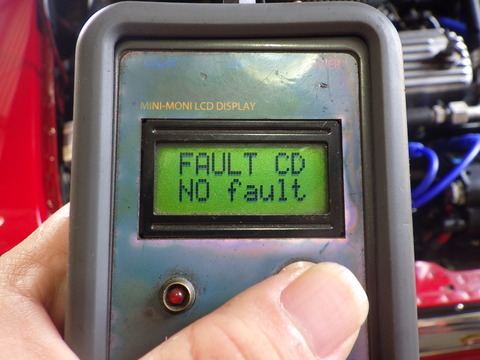 MINI-MONI LCD DISPLAY
FAULT CD
NO fault